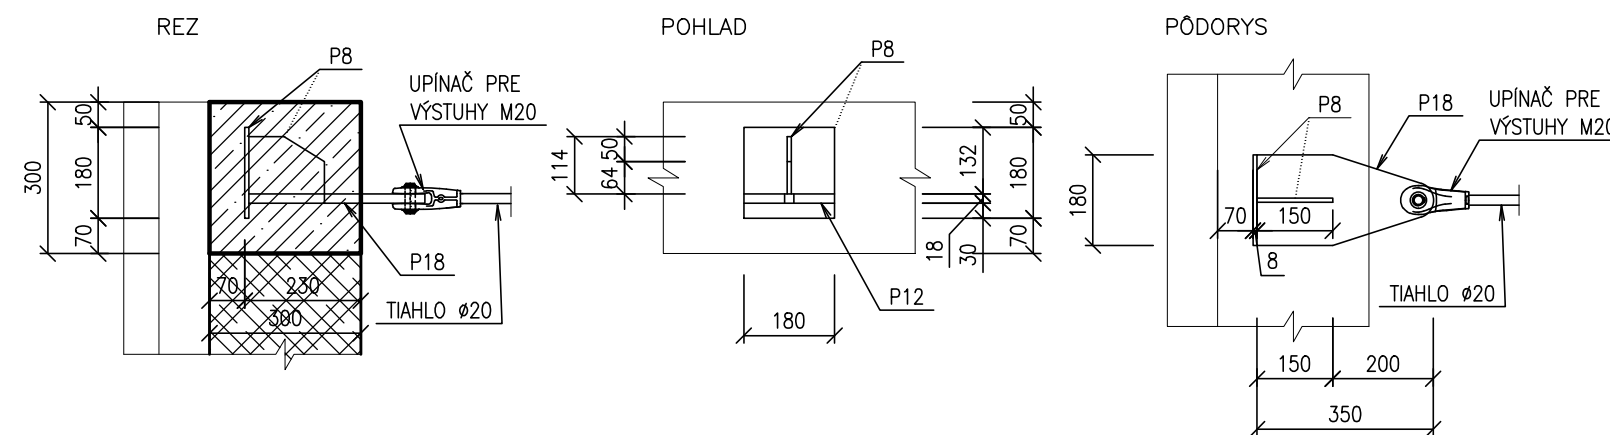 REZ
P8
UPÍNAČ PRE
VÝSTUHY M20
50
180
300
70
70
230
300
P18
TIAHLO ø20
POHLAD
P8
50
114
64
50
132
180
18
30
70
P12
180
PÔDORYS
P8
P18
UPÍNAČ PRE
VÝSTUHY M20
180
70
150
8
TIAHLO ø20
150
200
350